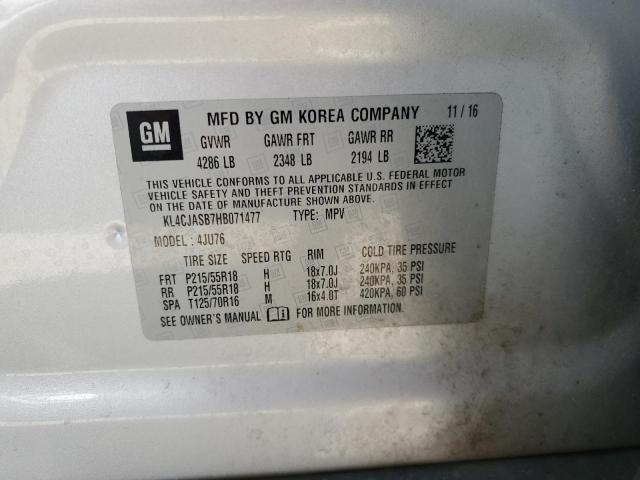 GM MFD BY GM KOREA COMPANY 11/16
GVWR GAWR FRT GAWR RR
4286 LB 2348 LB 2194 LB
THIS VEHICLE CONFORMS TO ALL APPLICABLE FEDERAL MOTOR
VEHICLE SAFETY AND THEFT PREVENTION STANDARDS IN EFFECT
ON THE DATE OF MANUFACTURE SHOWN ABOVE.
KL4CJASB7HB071477 TYPE: MPV
MODEL: 4JU76
TIRE SIZE SPEED RTG RIM COLD TIRE PRESSURE
FRT P215/55R18 H 18x7.0J 240KPA, 35 PSI
RR P215/55R18 H 18x7.0J 240KPA, 35 PSI
SPA T125/70R16 M 16x4.0T 420KPA, 60 PSI
SEE OWNER'S MANUAL FOR MORE INFORMATION